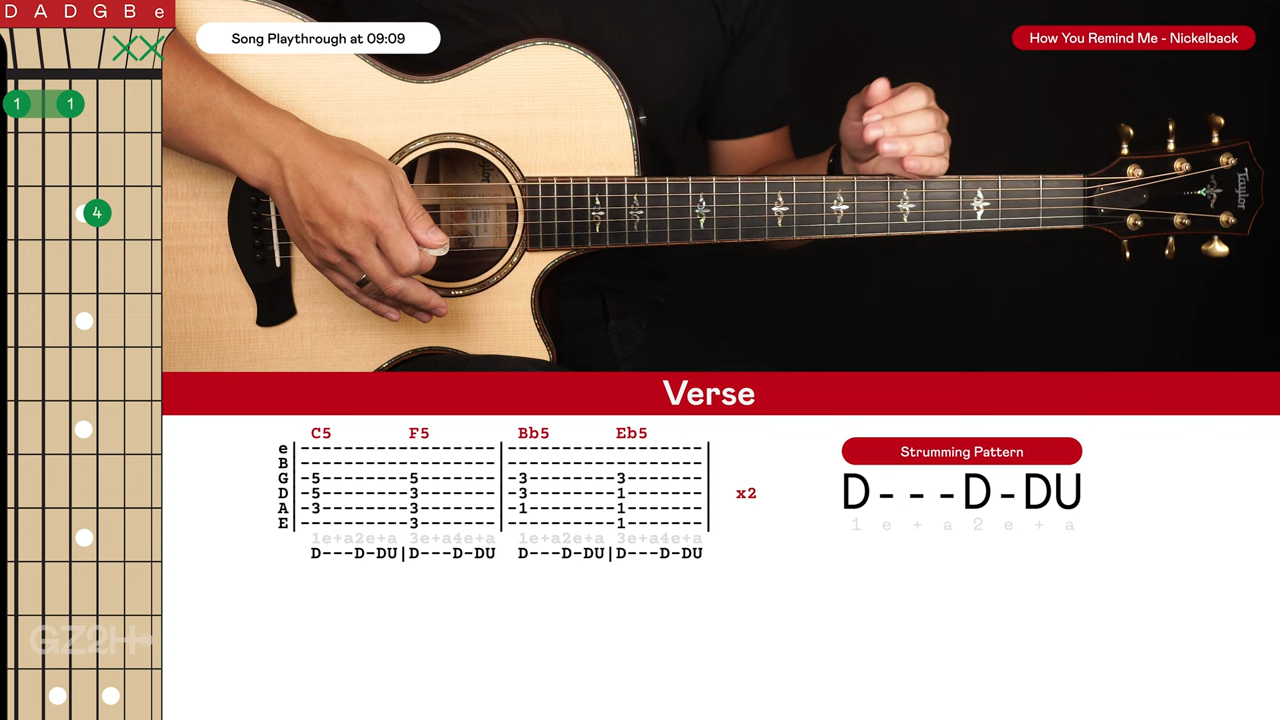 D A D G B e
Song Playthrough at 09:09
How You Remind Me - Nickelback
Taylor
1 1
4
Verse
C5 F5 Bb5 Eb5
e|---------------------|---------------------|
B|---------------------|---------------------|
G|-5---------5---------|-3---------3---------|
D|-5---------3---------|-3---------1---------| x2
A|-3---------3---------|-1---------1---------|
E|-----------3---------|-----------1---------|
1e+a2e+a 3e+a4e+a 1e+a2e+a 3e+a4e+a
D---D-DU|D---D-DU D---D-DU|D---D-DU
Strumming Pattern
D---D-DU
1 e + a 2 e + a
GZ2H